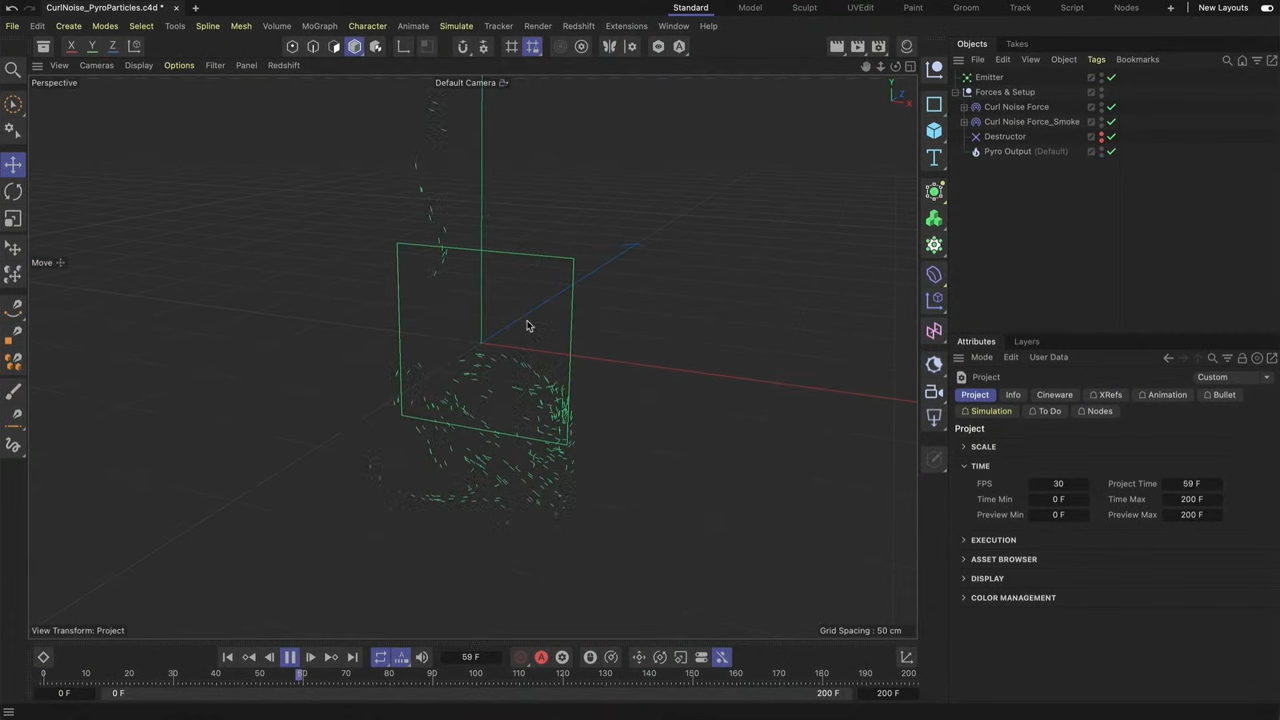 CurlNoise_PyroParticles.c4d *
Standard Model Sculpt UVEdit Paint Groom Track Script Nodes New Layouts
File Edit Create Modes Select Tools Spline Mesh Volume MoGraph Character Animate Simulate Tracker Render Redshift Extensions Window Help
X Y Z
View Cameras Display Options Filter Panel Redshift
Perspective
Default Camera
Y
Z
X
Move
View Transform: Project
Grid Spacing : 50 cm
Objects Takes
File Edit View Object Tags Bookmarks
Emitter
Forces & Setup
Curl Noise Force
Curl Noise Force_Smoke
Destructor
Pyro Output (Default)
Attributes Layers
Mode Edit User Data
Project
Custom
Project Info Cineware XRefs Animation Bullet
Simulation To Do Nodes
Project
SCALE
TIME
FPS 30 Project Time 59 F
Time Min 0 F Time Max 200 F
Preview Min 0 F Preview Max 200 F
EXECUTION
ASSET BROWSER
DISPLAY
COLOR MANAGEMENT
59 F
0 10 20 30 40 50 60 70 80 90 100 110 120 130 140 150 160 170 180 190 200
0 F 0 F 200 F 200 F